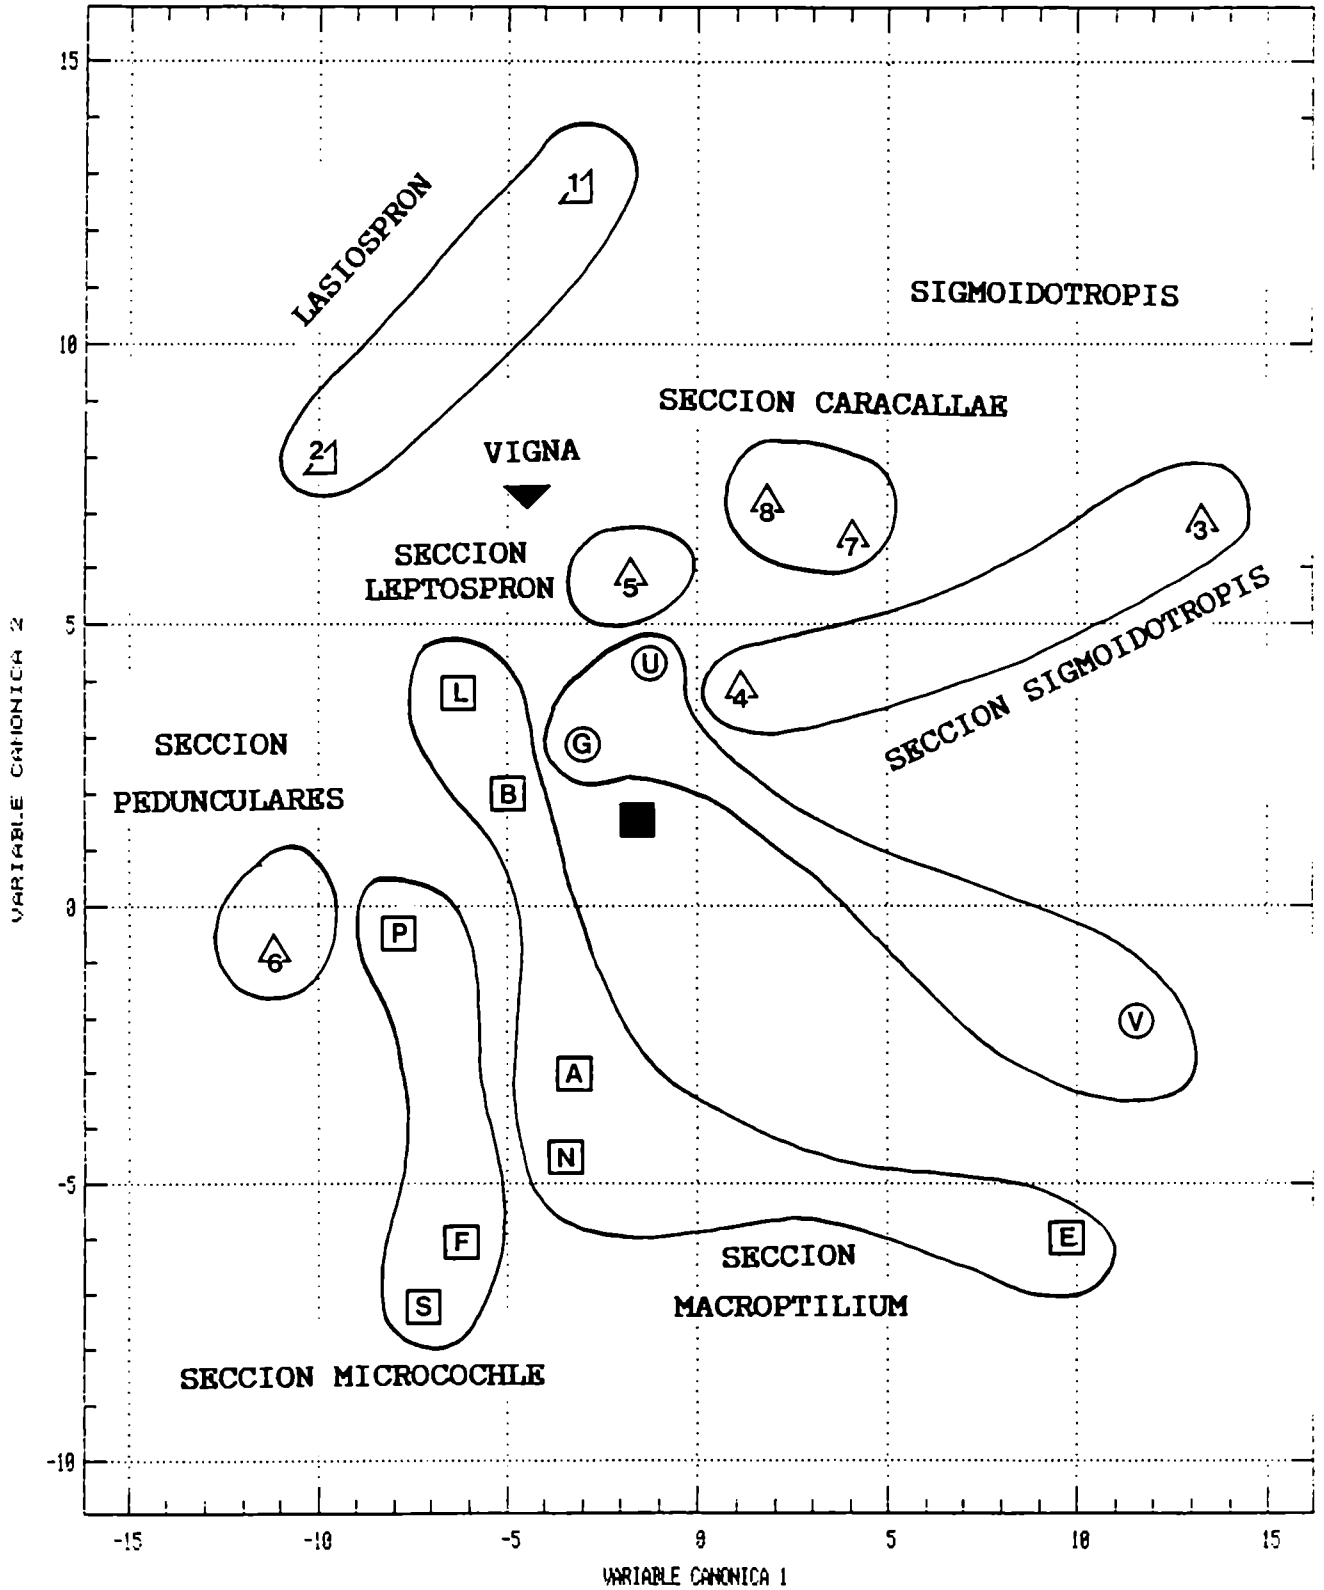 15
1
LASIOSPRON
SIGMOIDOTROPIS
10
SECCION CARACALLAE
2
VIGNA
8
7
3
SECCION
LEPTOSPRON
5
5
U
4
SECCION SIGMOIDOTROPIS
L
G
SECCION
B
PEDUNCULARES
VARIABLE CANONICA 2
0
P
6
V
A
N
-5
F
E
SECCION
MACROPTILIUM
S
SECCION MICROCOCHLE
-10
-15 -10 -5 0 5 10 15
VARIABLE CANONICA 1